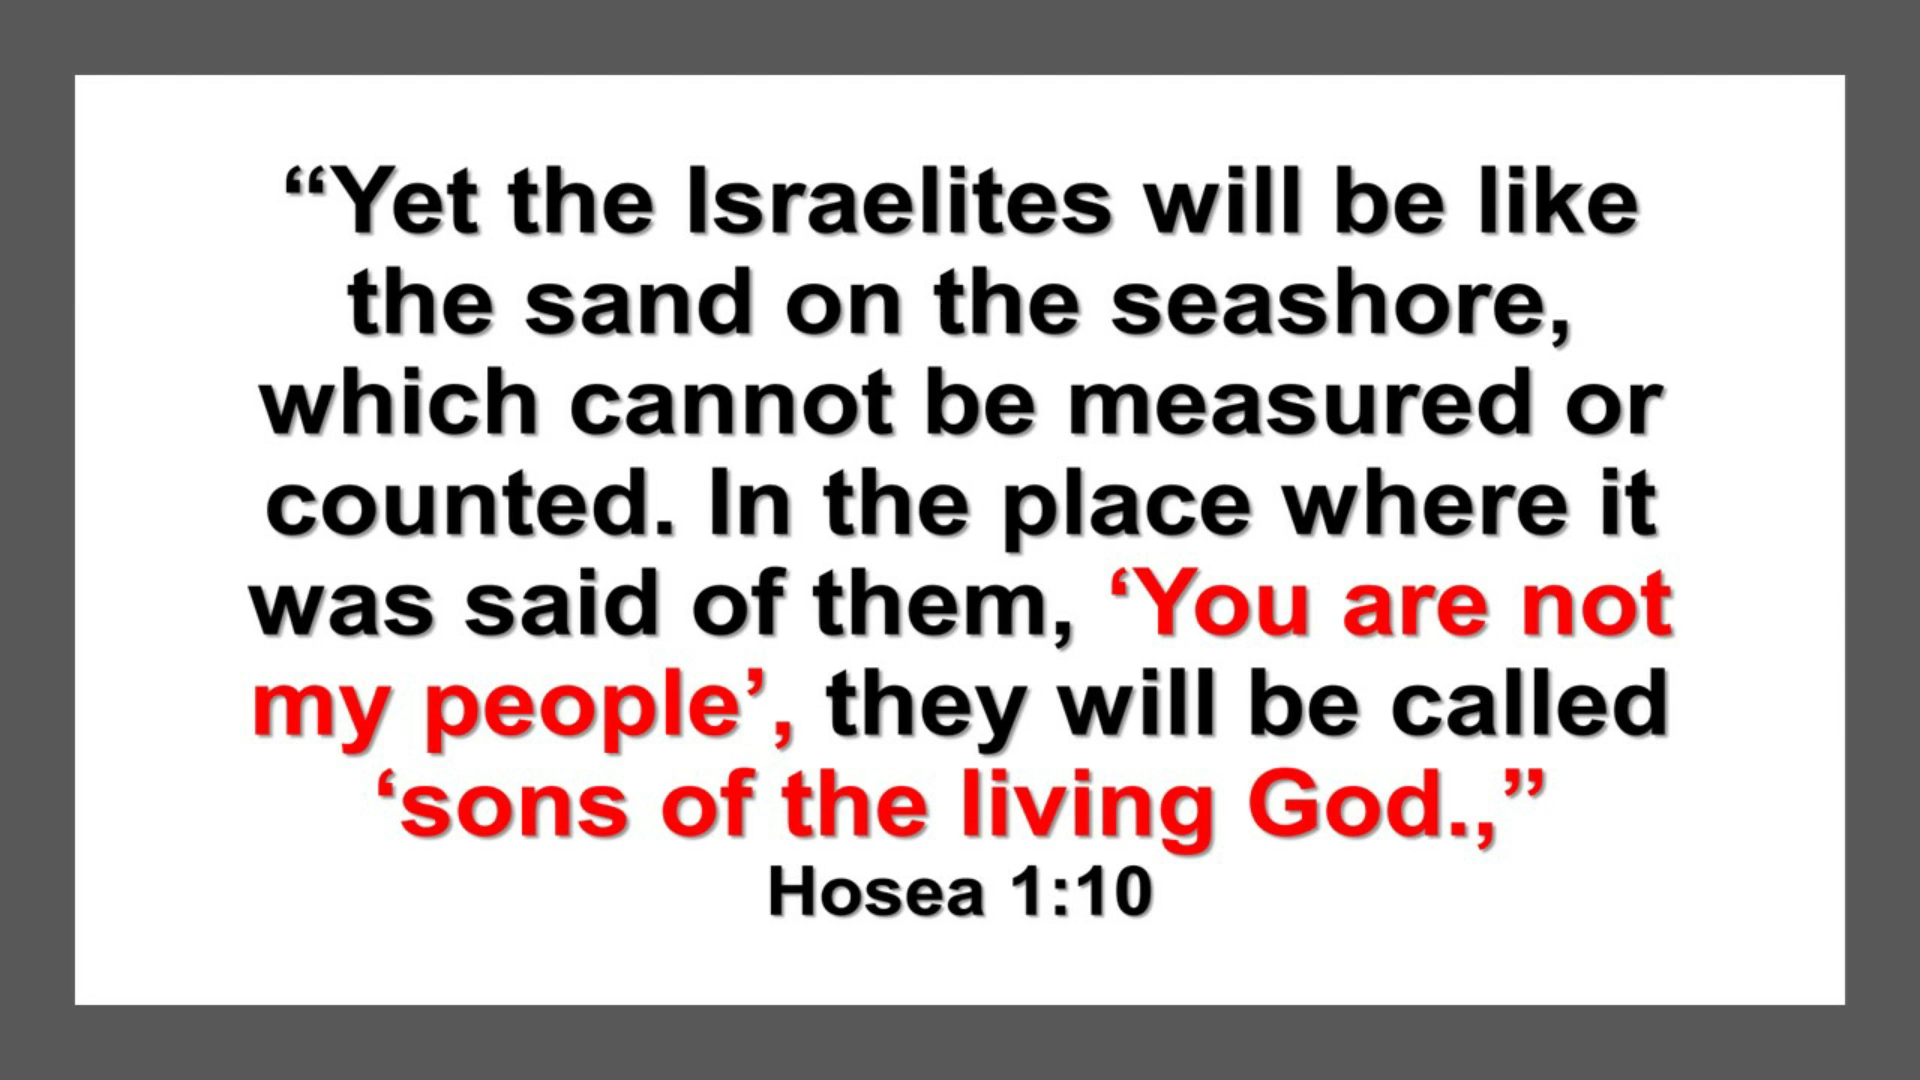 “Yet the Israelites will be like
the sand on the seashore,
which cannot be measured or
counted. In the place where it
was said of them, ‘You are not
my people’, they will be called
‘sons of the living God.,”
Hosea 1:10